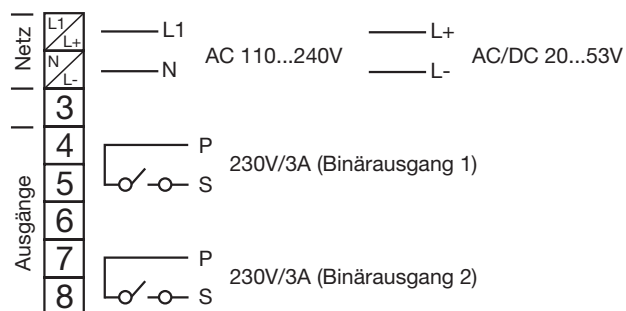 Netz
L1
L+
N
L-
3
L1
N
AC 110...240V
L+
L-
AC/DC 20...53V
Ausgänge
4
5
6
7
8
P
S
230V/3A (Binärausgang 1)
P
S
230V/3A (Binärausgang 2)